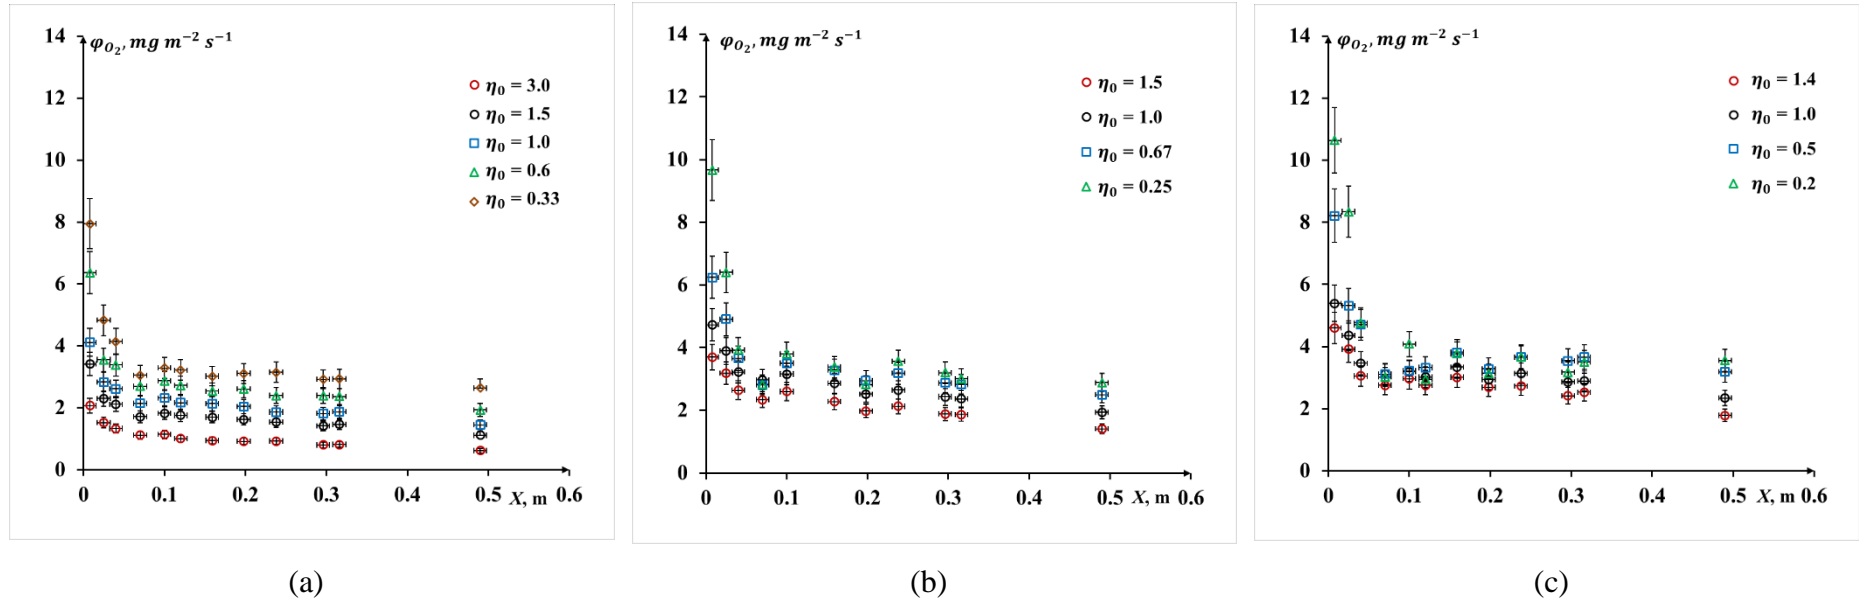 14
12
10
8
6
4
2
0
φO₂, mg m⁻² s⁻¹
η₀ = 3.0
η₀ = 1.5
η₀ = 1.0
η₀ = 0.6
η₀ = 0.33
0 0.1 0.2 0.3 0.4 0.5 X, m 0.6
(a)
14
12
10
8
6
4
2
0
φO₂, mg m⁻² s⁻¹
η₀ = 1.5
η₀ = 1.0
η₀ = 0.67
η₀ = 0.25
0 0.1 0.2 0.3 0.4 0.5 X, m 0.6
(b)
14
12
10
8
6
4
2
0
φO₂, mg m⁻² s⁻¹
η₀ = 1.4
η₀ = 1.0
η₀ = 0.5
η₀ = 0.2
0 0.1 0.2 0.3 0.4 0.5 X, m 0.6
(c)